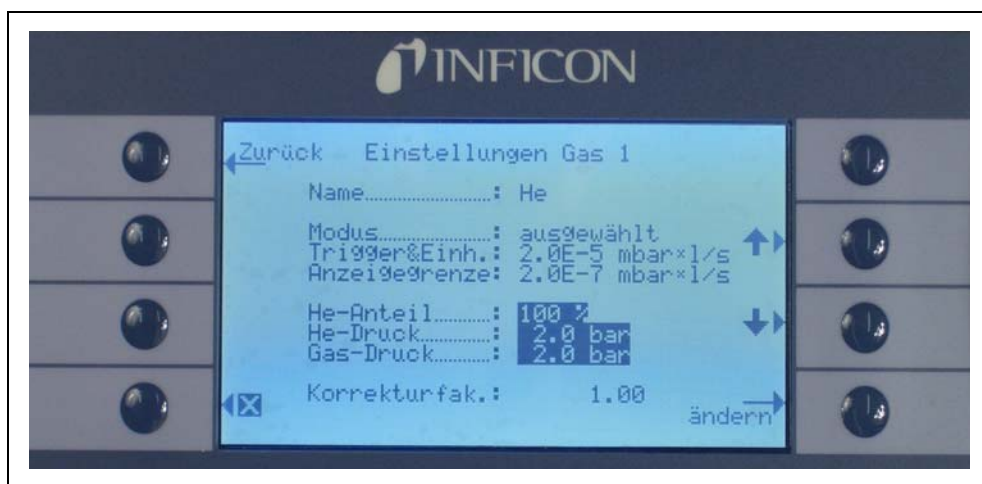 INFICON
Zurück Einstellungen Gas 1
Name......................: He
Modus....................: ausgewählt
Trigger&Einh.: 2.0E-5 mbar×l/s
Anzeigegrenze: 2.0E-7 mbar×l/s
He-Anteil.........: 100 %
He-Druck..........: 2.0 bar
Gas-Druck.........: 2.0 bar
Korrekturfak.: 1.00
ändern